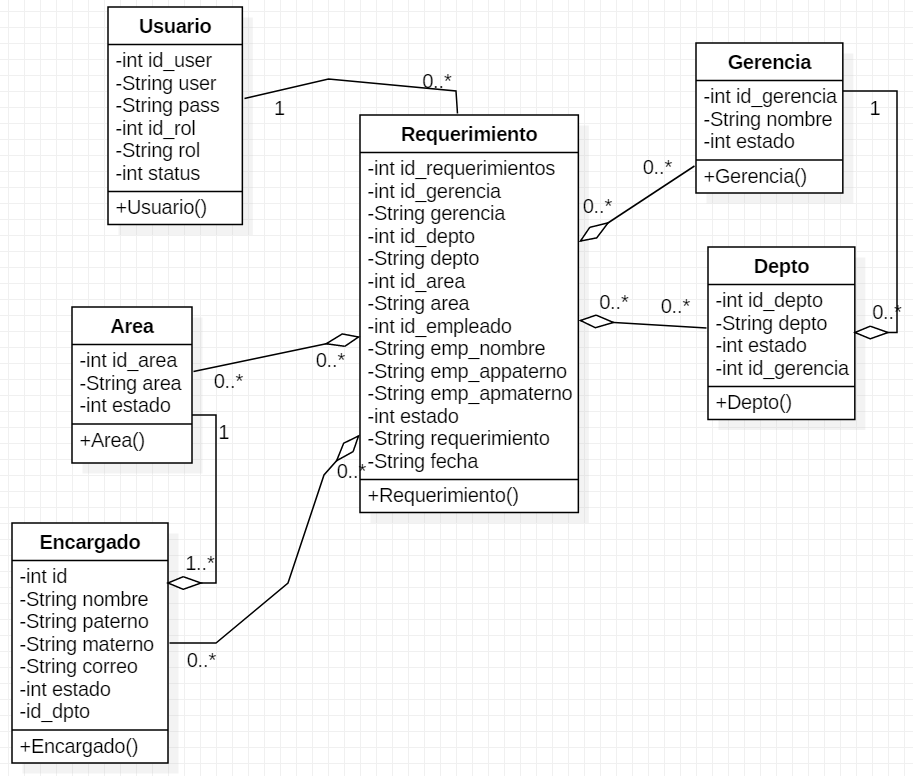 Usuario
-int id_user
-String user
-String pass
-int id_rol
-String rol
-int status
+Usuario()
1
0..*
Requerimiento
-int id_requerimientos
-int id_gerencia
-String gerencia
-int id_depto
-String depto
-int id_area
-String area
-int id_empleado
-String emp_nombre
-String emp_appaterno
-String emp_apmaterno
-int estado
-String requerimiento
-String fecha
+Requerimiento()
Gerencia
-int id_gerencia
-String nombre
-int estado
+Gerencia()
1
0..*
0..*
0..*
0..*
Depto
-int id_depto
-String depto
-int estado
-int id_gerencia
+Depto()
0..*
Area
-int id_area
-String area
-int estado
+Area()
0..*
0..*
1
1..*
Encargado
-int id
-String nombre
-String paterno
-String materno
-String correo
-int estado
-id_dpto
+Encargado()
0..*
0..*